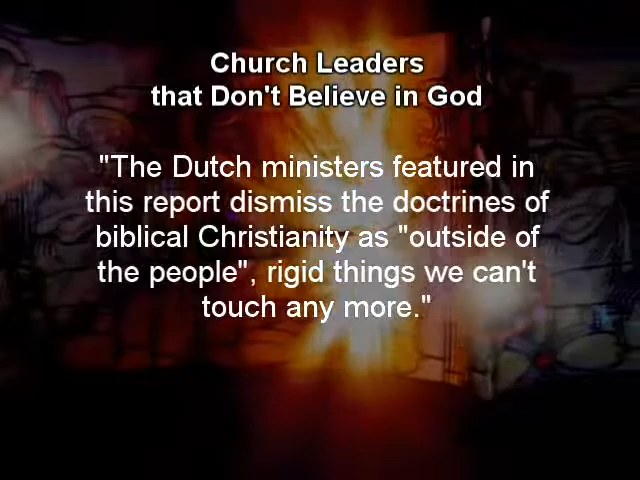 Church Leaders
that Don't Believe in God
"The Dutch ministers featured in
this report dismiss the doctrines of
biblical Christianity as "outside of
the people", rigid things we can't
touch any more."